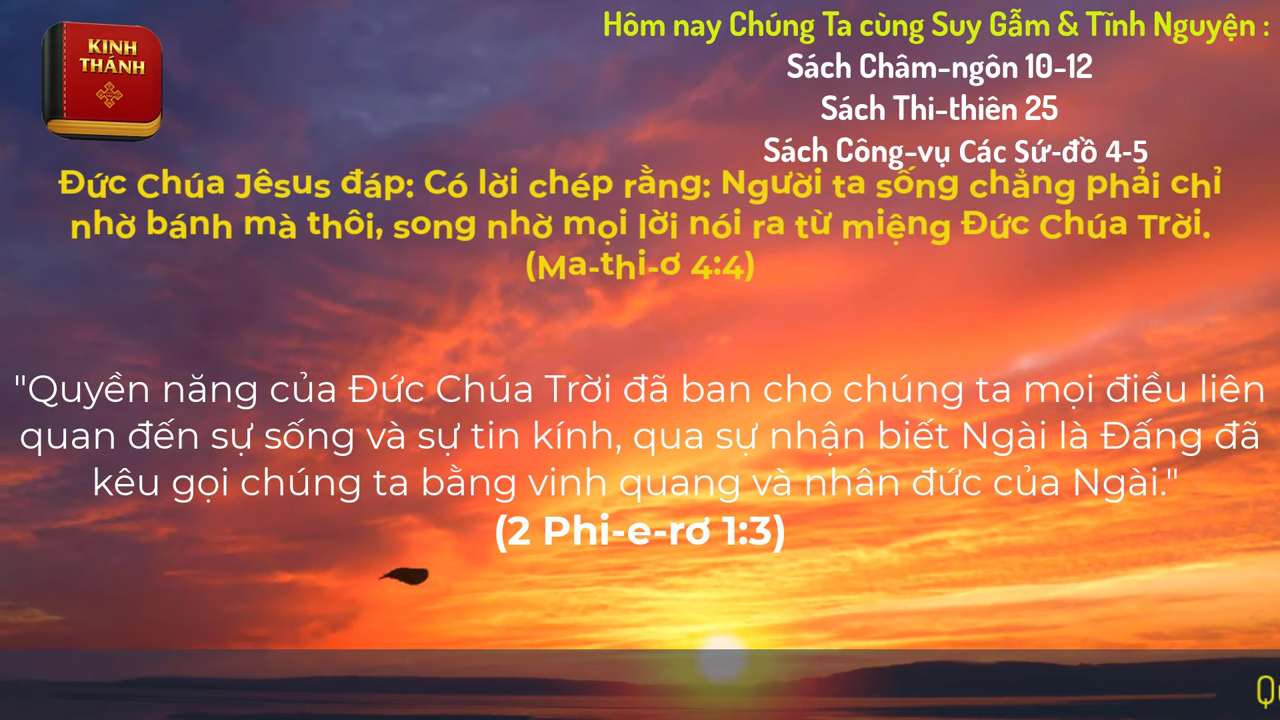 KINH
THÁNH
Hôm nay Chúng Ta cùng Suy Gẫm & Tĩnh Nguyện :
Sách Châm-ngôn 10-12
Sách Thi-thiên 25
Sách Công-vụ Các Sứ-đồ 4-5
Đức Chúa Jêsus đáp: Có lời chép rằng: Người ta sống chẳng phải chỉ
nhờ bánh mà thôi, song nhờ mọi lời nói ra từ miệng Đức Chúa Trời.
(Ma-thi-ơ 4:4)
"Quyền năng của Đức Chúa Trời đã ban cho chúng ta mọi điều liên
quan đến sự sống và sự tin kính, qua sự nhận biết Ngài là Đấng đã
kêu gọi chúng ta bằng vinh quang và nhân đức của Ngài."
(2 Phi-e-rơ 1:3)